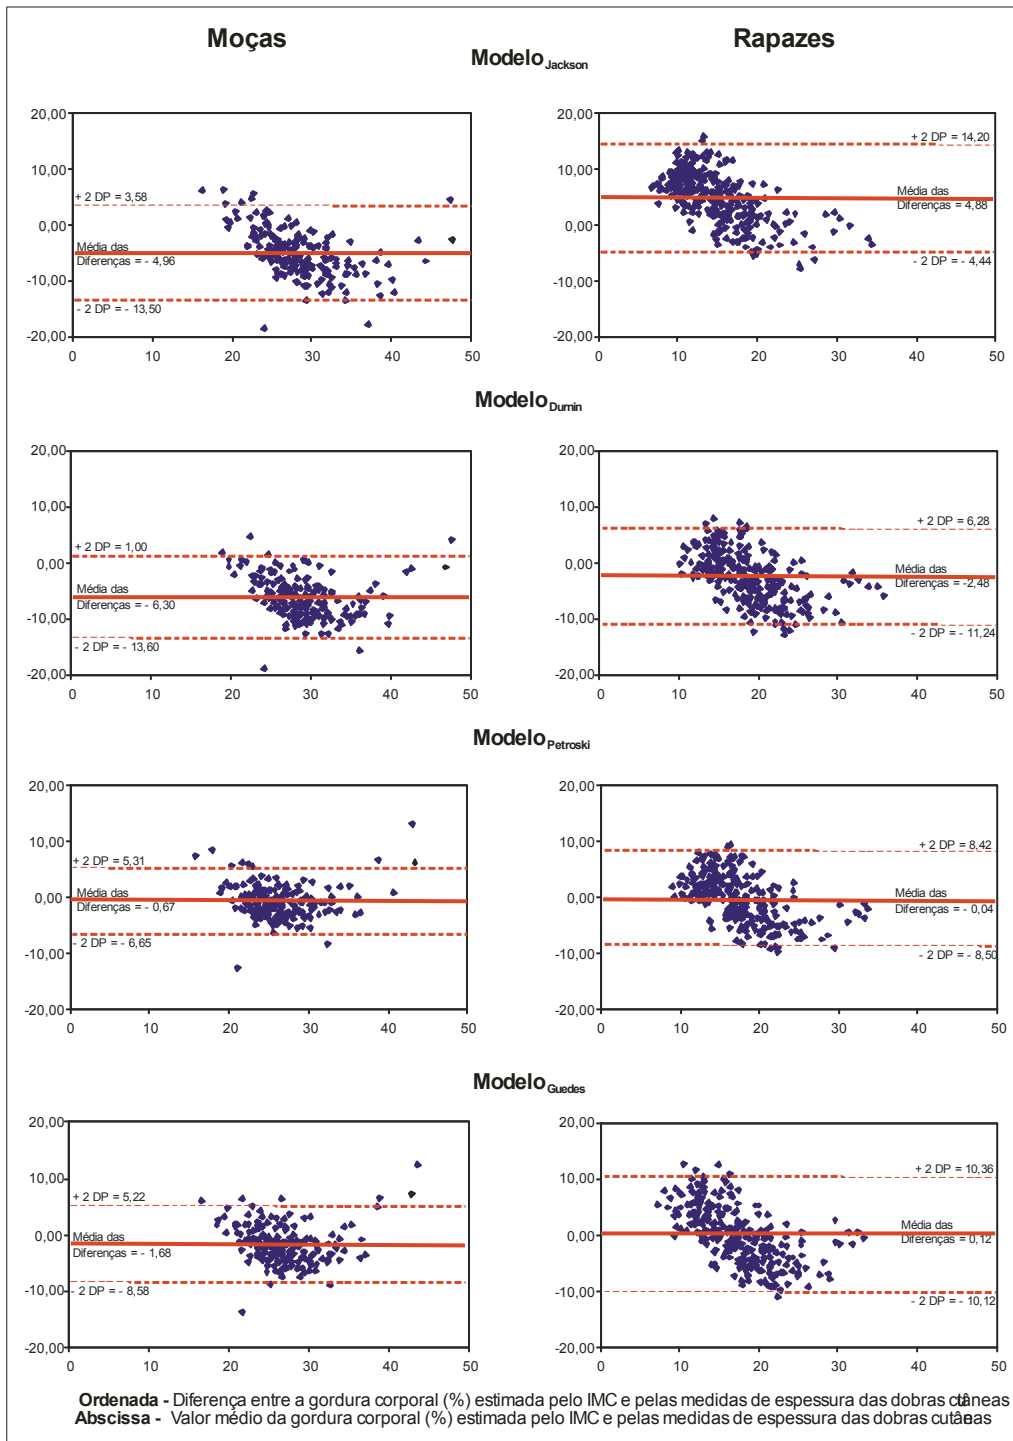 Moças
Rapazes
Modelo Jackson
20,00
10,00
0,00
-10,00
-20,00
+ 2 DP = 3,58
Média das
Diferenças = - 4,96
- 2 DP = - 13,50
0 10 20 30 40 50
20,00
10,00
0,00
-10,00
-20,00
+ 2 DP = 14,20
Média das
Diferenças = 4,88
- 2 DP = - 4,44
0 10 20 30 40 50
Modelo Durnin
20,00
10,00
0,00
-10,00
-20,00
+ 2 DP = 1,00
Média das
Diferenças = - 6,30
- 2 DP = - 13,60
0 10 20 30 40 50
20,00
10,00
0,00
-10,00
-20,00
+ 2 DP = 6,28
Média das
Diferenças = -2,48
- 2 DP = - 11,24
0 10 20 30 40 50
Modelo Petroski
20,00
10,00
0,00
-10,00
-20,00
+ 2 DP = 5,31
Média das
Diferenças = - 0,67
- 2 DP = - 6,65
0 10 20 30 40 50
20,00
10,00
0,00
-10,00
-20,00
+ 2 DP = 8,42
Média das
Diferenças = - 0,04
- 2 DP = - 8,50
0 10 20 30 40 50
Modelo Guedes
20,00
10,00
0,00
-10,00
-20,00
+ 2 DP = 5,22
Média das
Diferenças = - 1,68
- 2 DP = - 8,58
0 10 20 30 40 50
20,00
10,00
0,00
-10,00
-20,00
+ 2 DP = 10,36
Média das
Diferenças = 0,12
- 2 DP = - 10,12
0 10 20 30 40 50
Ordenada - Diferença entre a gordura corporal (%) estimada pelo IMC e pelas medidas de espessura das dobras cutâneas
Abscissa - Valor médio da gordura corporal (%) estimada pelo IMC e pelas medidas de espessura das dobras cutâneas